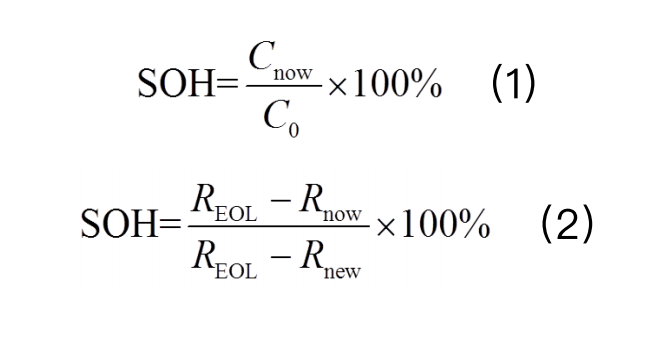 SOH= C_now / C_0 ×100% (1)
SOH= R_EOL − R_now / R_EOL − R_new ×100% (2)